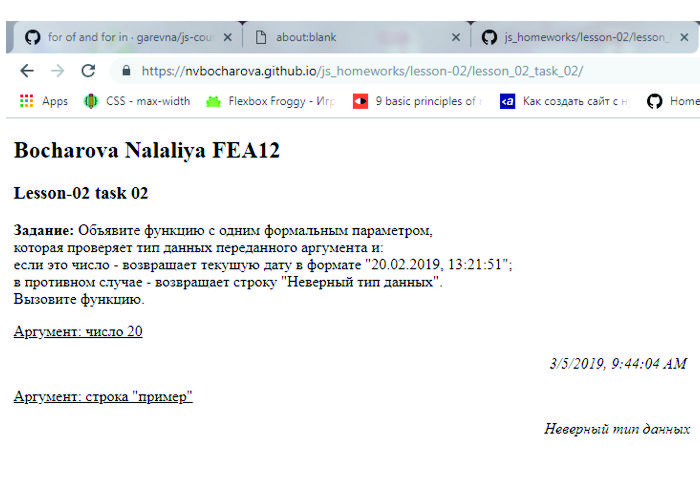 for of and for in · garevna/js-cou
about:blank
js_homeworks/lesson-02/lesson_
https://nvbocharova.github.io/js_homeworks/lesson-02/lesson_02_task_02/
Apps CSS - max-width Flexbox Froggy - Игр 9 basic principles of Как создать сайт с н Home
Bocharova Nalaliya FEA12
Lesson-02 task 02
Задание: Объявите функцию с одним формальным параметром,
которая проверяет тип данных переданного аргумента и:
если это число - возвращает текущую дату в формате "20.02.2019, 13:21:51";
в противном случае - возвращает строку "Неверный тип данных".
Вызовите функцию.
Аргумент: число 20
3/5/2019, 9:44:04 AM
Аргумент: строка "пример"
Неверный тип данных